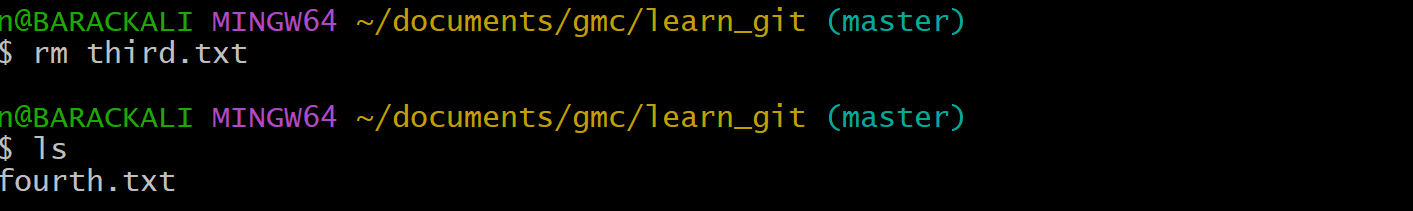 n@BARACKALI MINGW64 ~/documents/gmc/learn_git (master)
$ rm third.txt
n@BARACKALI MINGW64 ~/documents/gmc/learn_git (master)
$ ls
fourth.txt